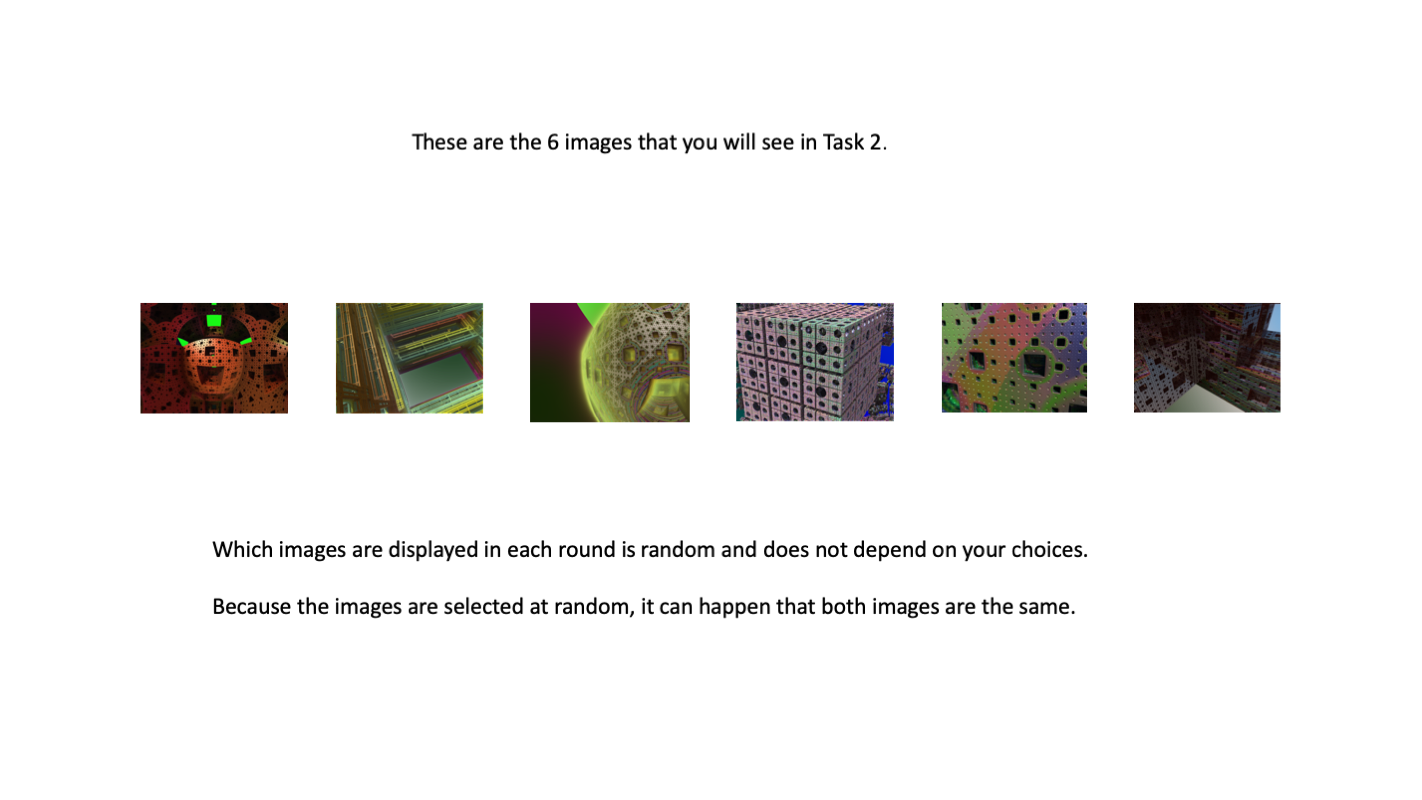 These are the 6 images that you will see in Task 2.
Which images are displayed in each round is random and does not depend on your choices.
Because the images are selected at random, it can happen that both images are the same.